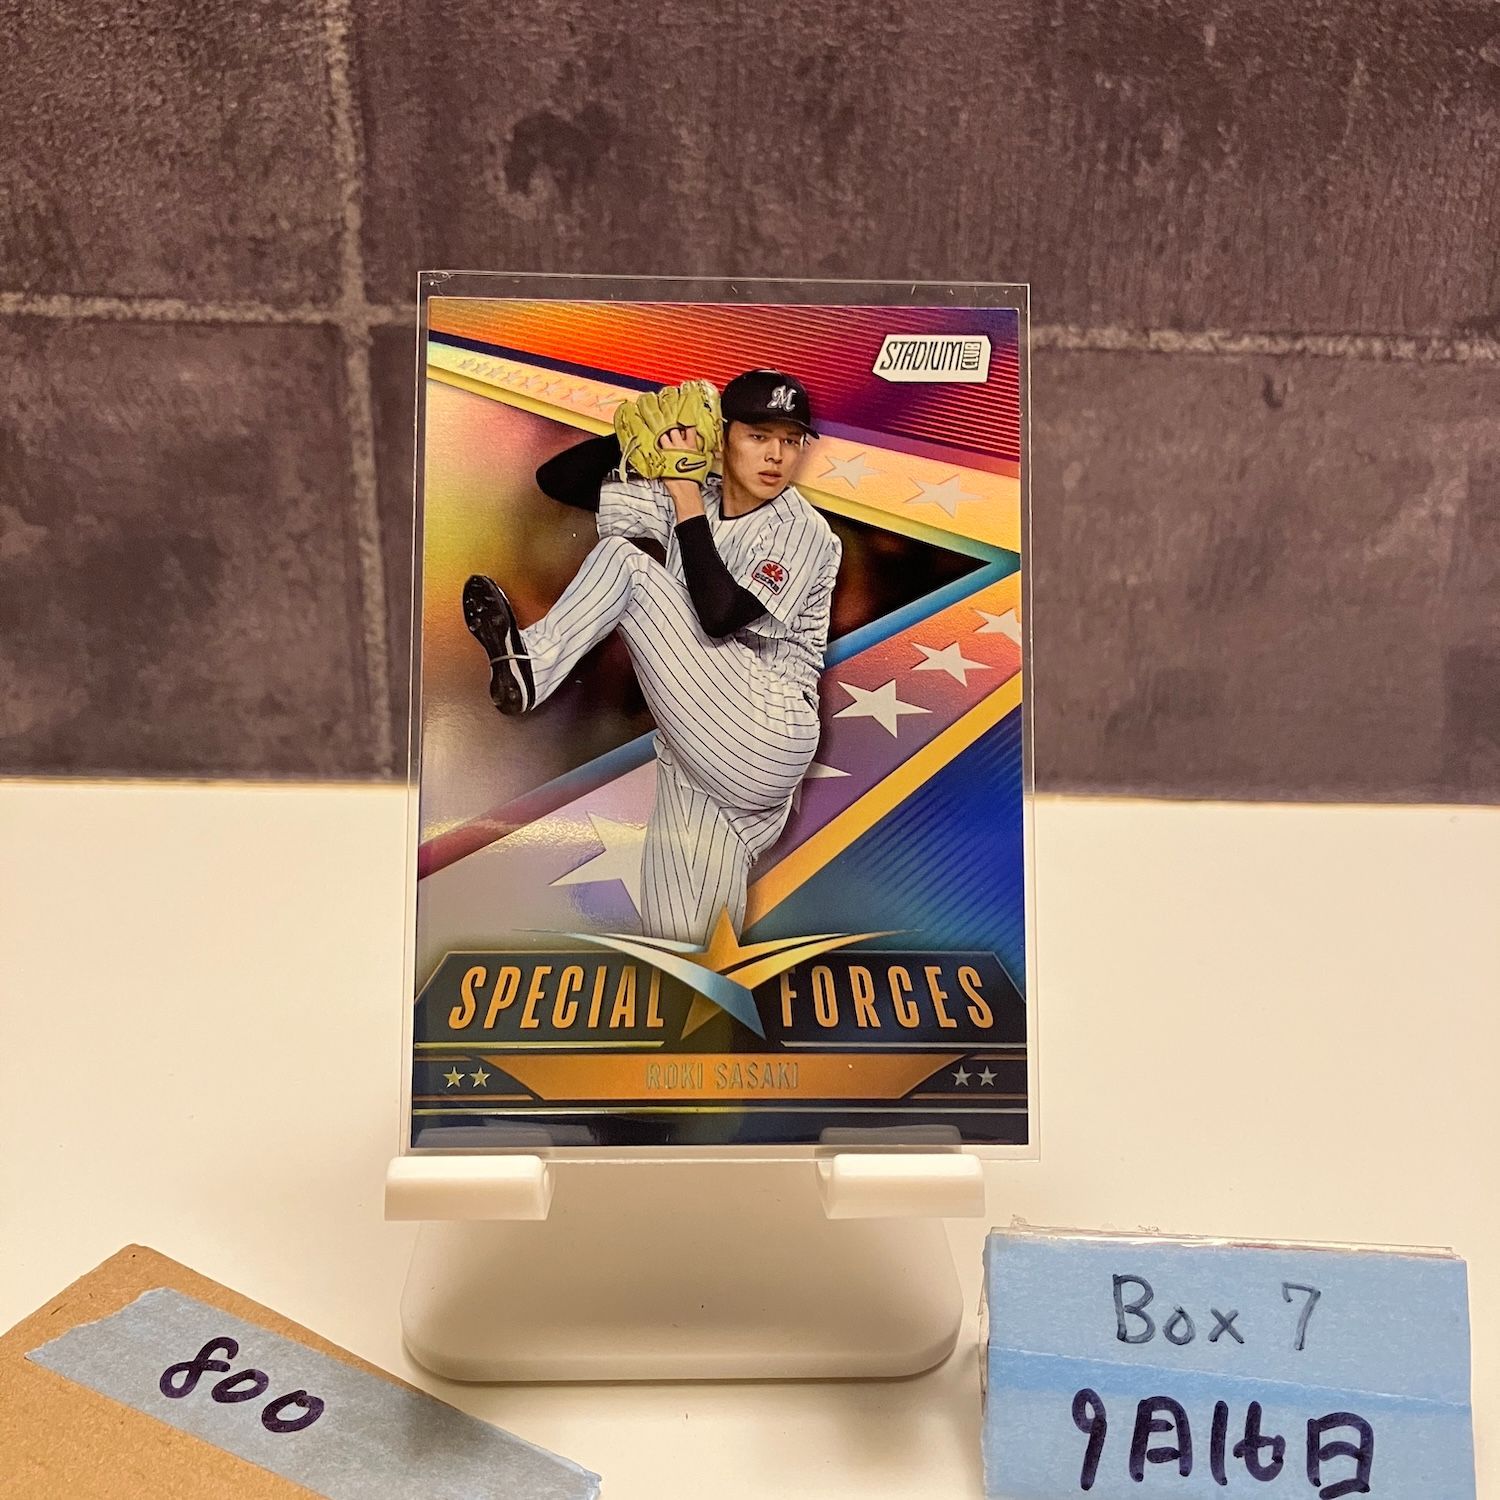 STADIUM CLUB
M
SPECIAL FORCES
ROKI SASAKI
800
Box 7
9月16日